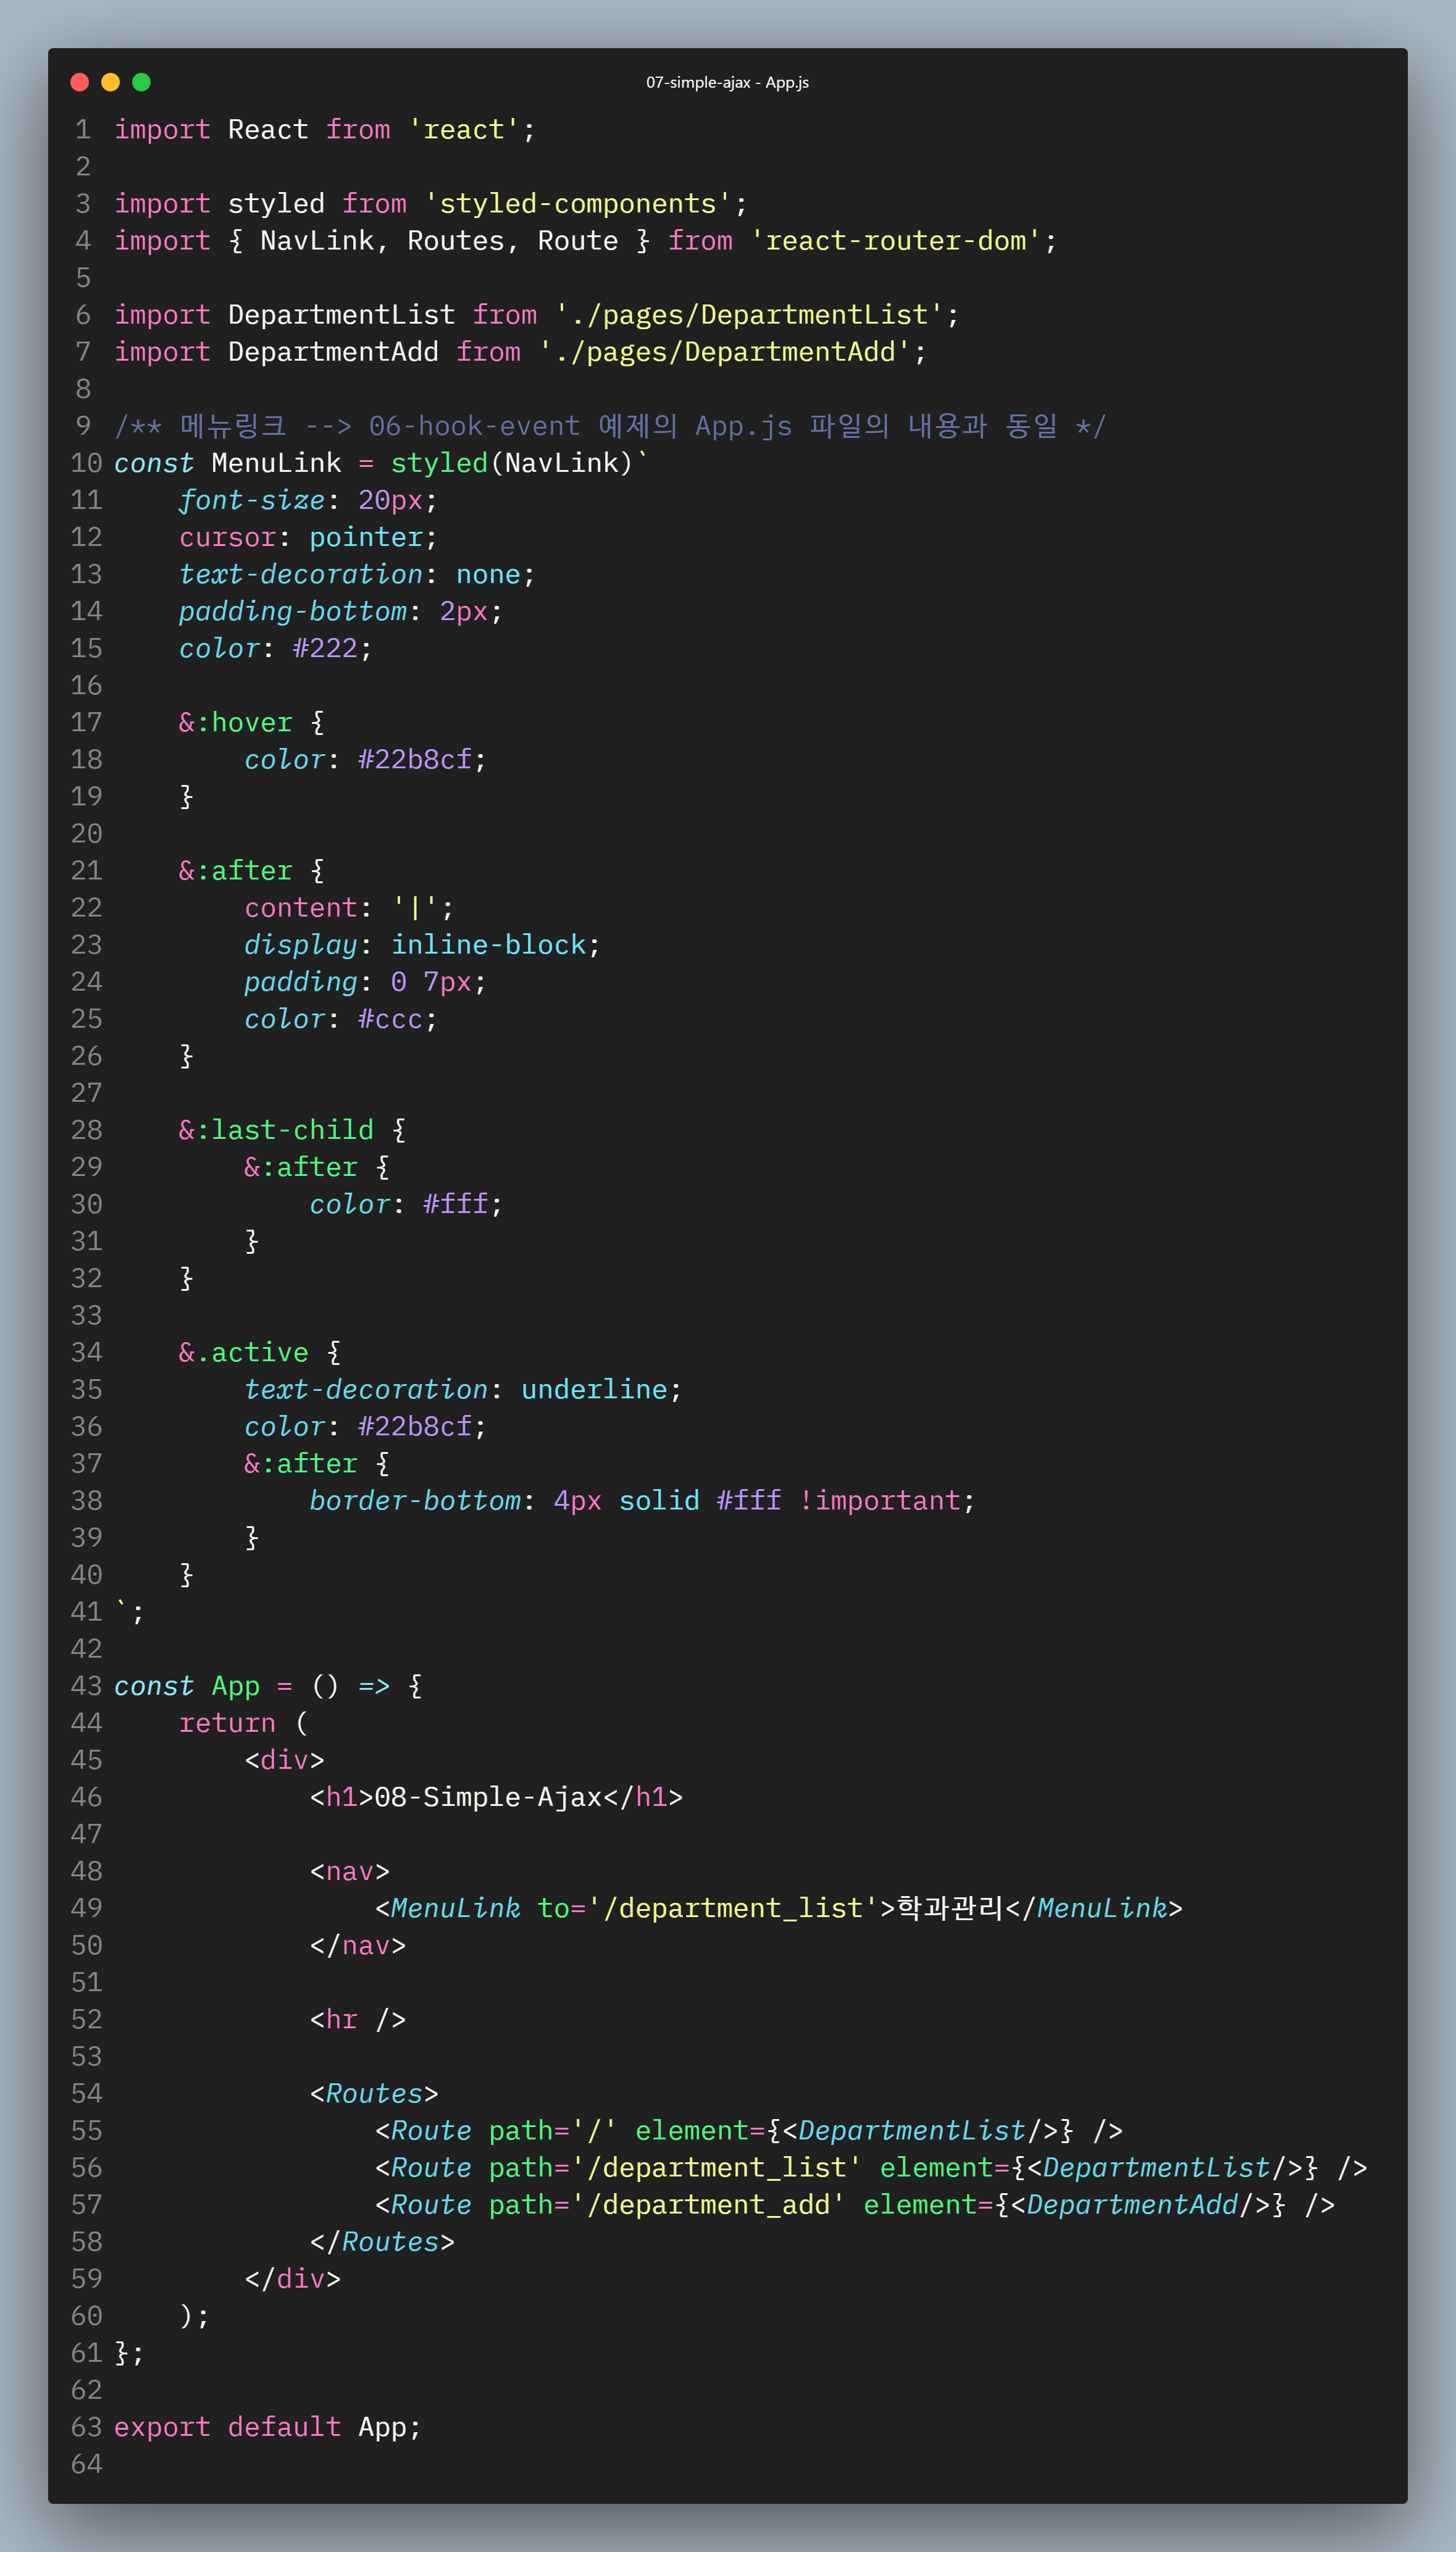 07-simple-ajax - App.js
1 import React from 'react';
2
3 import styled from 'styled-components';
4 import { NavLink, Routes, Route } from 'react-router-dom';
5
6 import DepartmentList from './pages/DepartmentList';
7 import DepartmentAdd from './pages/DepartmentAdd';
8
9 /** 메뉴링크 --> 06-hook-event 예제의 App.js 파일의 내용과 동일 */
10 const MenuLink = styled(NavLink)`
11     font-size: 20px;
12     cursor: pointer;
13     text-decoration: none;
14     padding-bottom: 2px;
15     color: #222;
16
17     &:hover {
18         color: #22b8cf;
19     }
20
21     &:after {
22         content: '|';
23         display: inline-block;
24         padding: 0 7px;
25         color: #ccc;
26     }
27
28     &:last-child {
29         &:after {
30             color: #fff;
31         }
32     }
33
34     &.active {
35         text-decoration: underline;
36         color: #22b8cf;
37         &:after {
38             border-bottom: 4px solid #fff !important;
39         }
40     }
41 `;
42
43 const App = () => {
44     return (
45         <div>
46             <h1>08-Simple-Ajax</h1>
47
48             <nav>
49                 <MenuLink to='/department_list'>학과관리</MenuLink>
50             </nav>
51
52             <hr />
53
54             <Routes>
55                 <Route path='/' element={<DepartmentList/>} />
56                 <Route path='/department_list' element={<DepartmentList/>} />
57                 <Route path='/department_add' element={<DepartmentAdd/>} />
58             </Routes>
59         </div>
60     );
61 };
62
63 export default App;
64